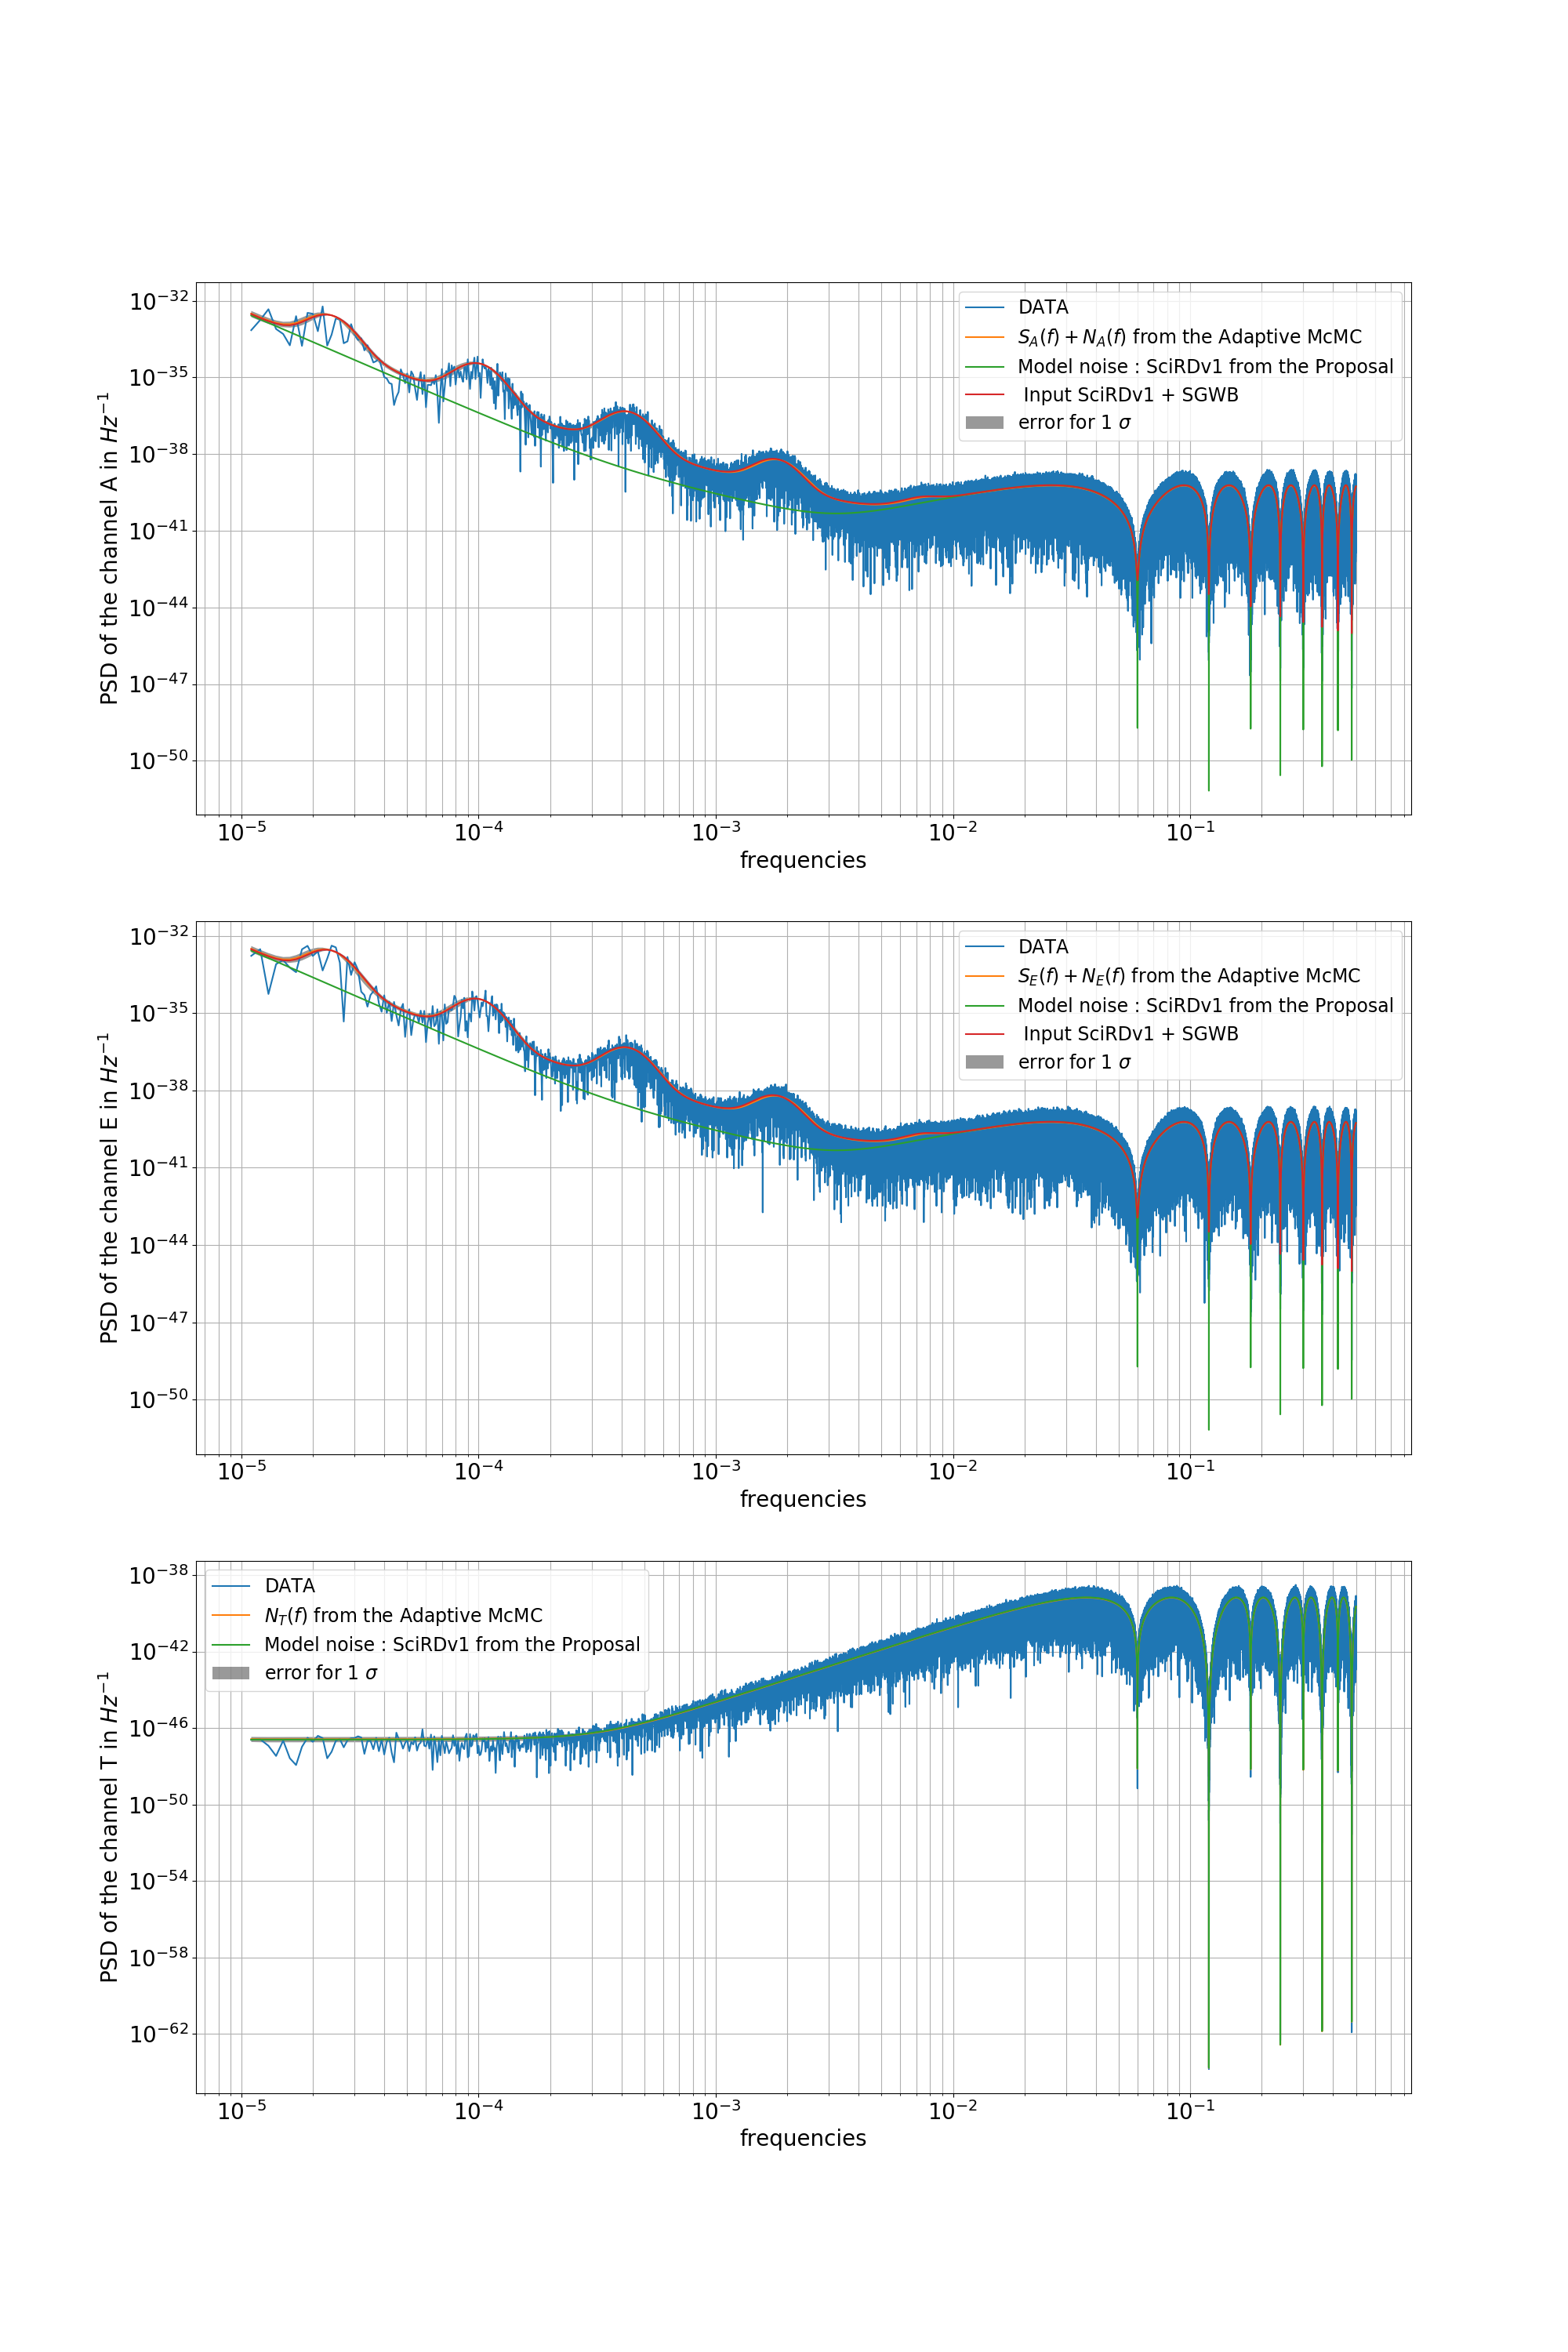 PSD of the channel A in Hz⁻¹
10⁻³²
10⁻³⁵
10⁻³⁸
10⁻⁴¹
10⁻⁴⁴
10⁻⁴⁷
10⁻⁵⁰
DATA
S_A(f) + N_A(f) from the Adaptive McMC
Model noise : SciRDv1 from the Proposal
Input SciRDv1 + SGWB
error for 1 σ
10⁻⁵ 10⁻⁴ 10⁻³ 10⁻² 10⁻¹
frequencies
PSD of the channel E in Hz⁻¹
10⁻³²
10⁻³⁵
10⁻³⁸
10⁻⁴¹
10⁻⁴⁴
10⁻⁴⁷
10⁻⁵⁰
DATA
S_E(f) + N_E(f) from the Adaptive McMC
Model noise : SciRDv1 from the Proposal
Input SciRDv1 + SGWB
error for 1 σ
10⁻⁵ 10⁻⁴ 10⁻³ 10⁻² 10⁻¹
frequencies
PSD of the channel T in Hz⁻¹
10⁻³⁸
10⁻⁴²
10⁻⁴⁶
10⁻⁵⁰
10⁻⁵⁴
10⁻⁵⁸
10⁻⁶²
DATA
N_T(f) from the Adaptive McMC
Model noise : SciRDv1 from the Proposal
error for 1 σ
10⁻⁵ 10⁻⁴ 10⁻³ 10⁻² 10⁻¹
frequencies